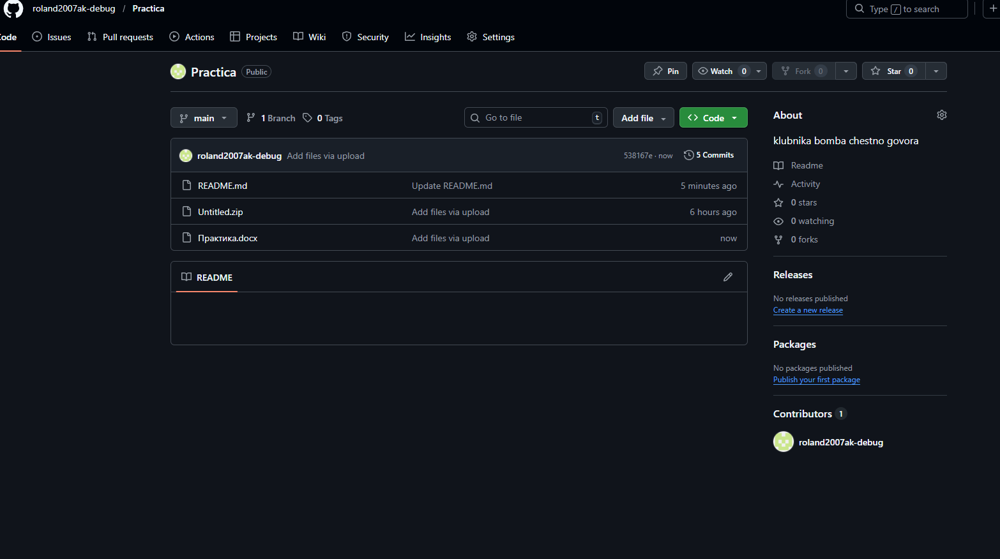 roland2007ak-debug / Practica
Type / to search
Code Issues Pull requests Actions Projects Wiki Security Insights Settings
Practica Public
Pin Watch 0 Fork 0 Star 0
main 1 Branch 0 Tags Go to file t Add file Code
roland2007ak-debug Add files via upload 538167e · now 5 Commits
README.md Update README.md 5 minutes ago
Untitled.zip Add files via upload 6 hours ago
Практика.docx Add files via upload now
README
About
klubnika bomba chestno govora
Readme
Activity
0 stars
0 watching
0 forks
Releases
No releases published
Create a new release
Packages
No packages published
Publish your first package
Contributors 1
roland2007ak-debug